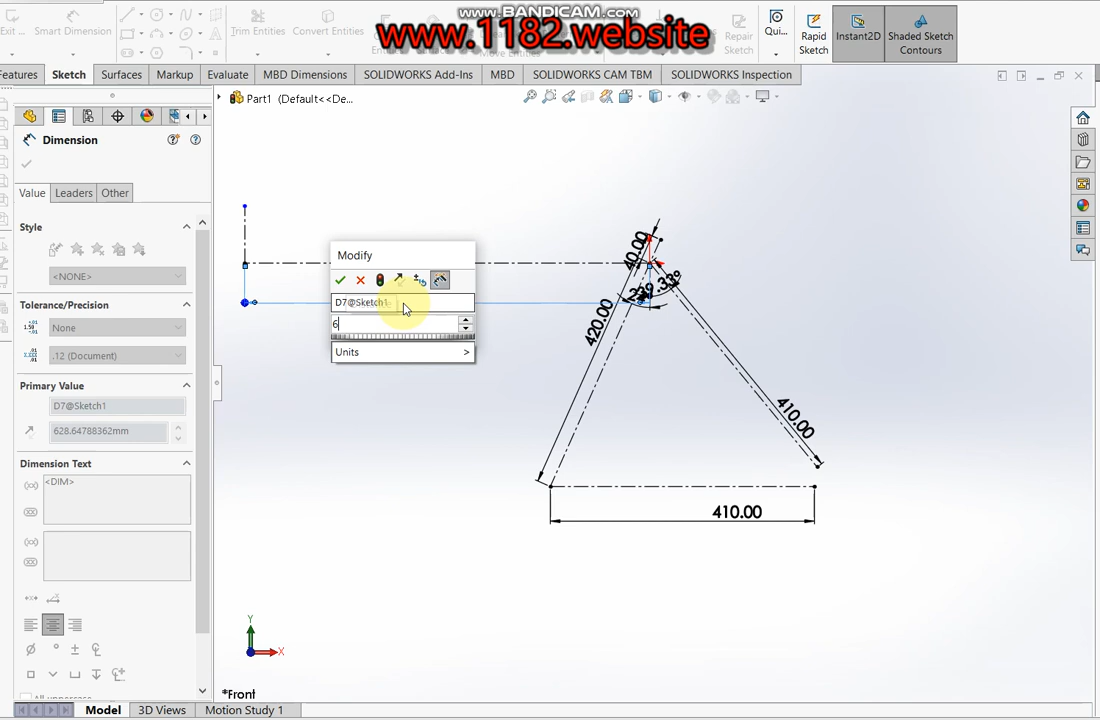 www.BANDICAM.com
www.1182.website
Exit ...
Smart Dimension
Trim Entities
Convert Entities
Move Entities
Repair Sketch
Qui...
Rapid Sketch
Instant2D
Shaded Sketch Contours
Features
Sketch
Surfaces
Markup
Evaluate
MBD Dimensions
SOLIDWORKS Add-Ins
MBD
SOLIDWORKS CAM TBM
SOLIDWORKS Inspection
Part1 (Default<<De...
Dimension
Value
Leaders
Other
Style
<NONE>
Tolerance/Precision
None
.12 (Document)
Primary Value
D7@Sketch1
628.64788362mm
Dimension Text
<DIM>
Modify
D7@Sketch1
6
Units >
40.00
420.00
410.00
410.00
Y
X
*Front
Model
3D Views
Motion Study 1